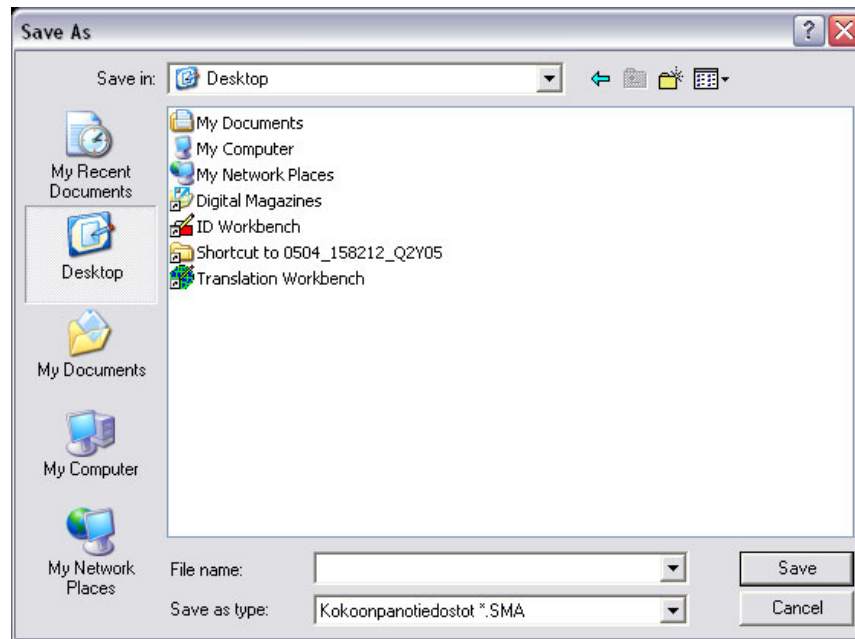 Save As
Save in:
Desktop
My Recent
Documents
Desktop
My Documents
My Computer
My Network
Places
My Documents
My Computer
My Network Places
Digital Magazines
ID Workbench
Shortcut to 0504_158212_Q2Y05
Translation Workbench
File name:
Save
Save as type:
Kokoonpanotiedostot *.SMA
Cancel